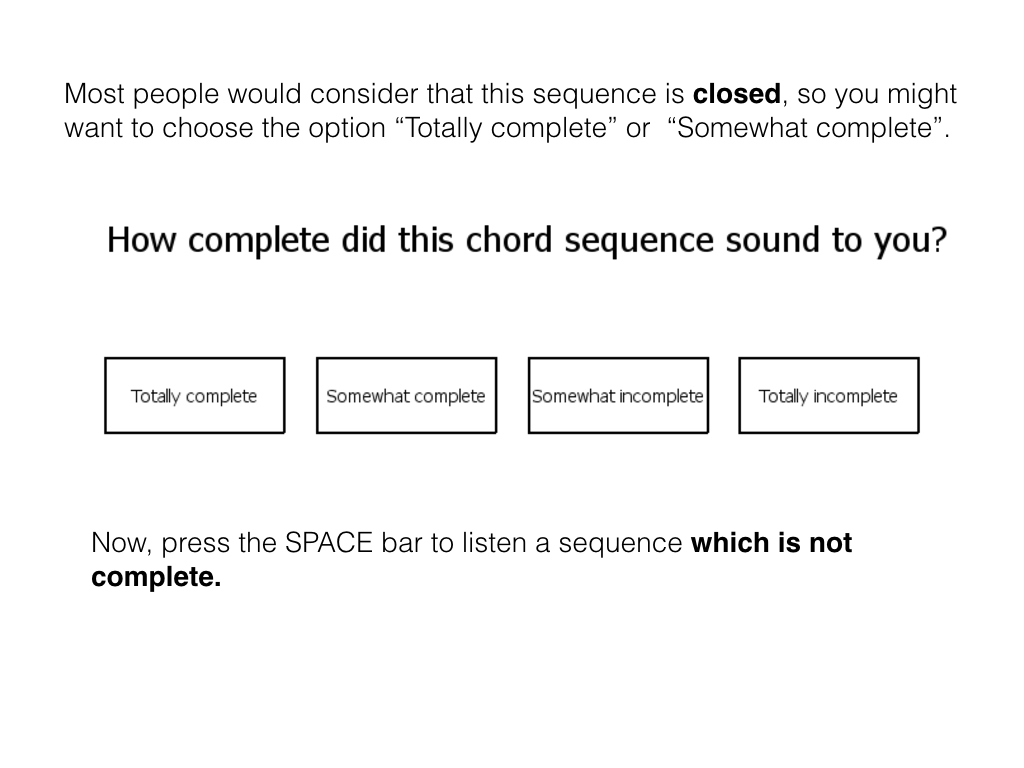 Most people would consider that this sequence is closed, so you might
want to choose the option “Totally complete” or  “Somewhat complete”.
How complete did this chord sequence sound to you?
Totally complete
Somewhat complete
Somewhat incomplete
Totally incomplete
Now, press the SPACE bar to listen a sequence which is not
complete.